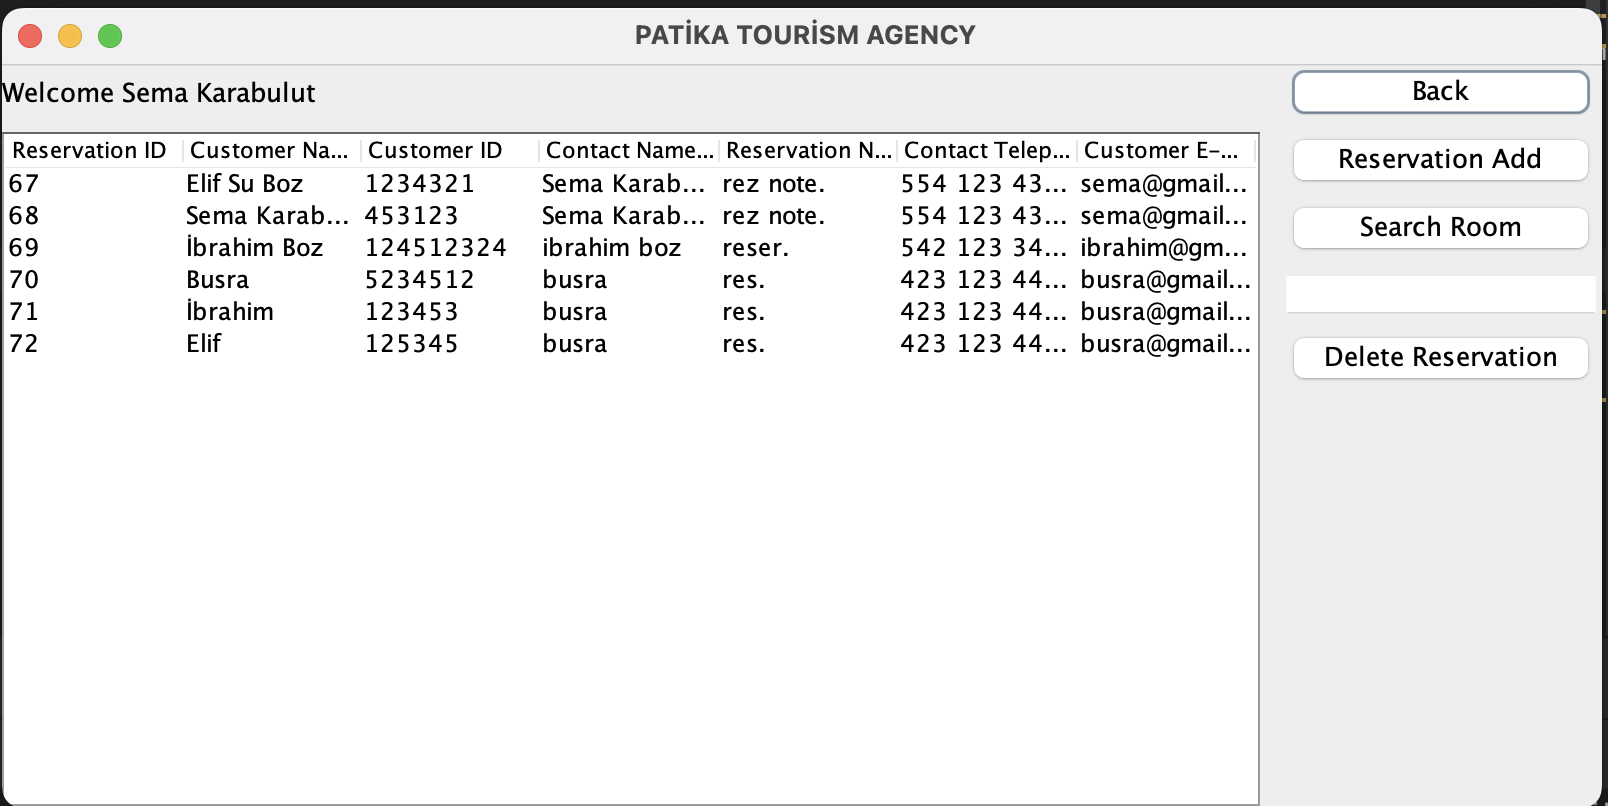 PATİKA TOURİSM AGENCY
Welcome Sema Karabulut
Back
Reservation ID Customer Na... Customer ID Contact Name... Reservation N... Contact Telep... Customer E-...
67 Elif Su Boz 1234321 Sema Karab... rez note. 554 123 43... sema@gmail...
68 Sema Karab... 453123 Sema Karab... rez note. 554 123 43... sema@gmail...
69 İbrahim Boz 124512324 ibrahim boz reser. 542 123 34... ibrahim@gm...
70 Busra 5234512 busra res. 423 123 44... busra@gmail...
71 İbrahim 123453 busra res. 423 123 44... busra@gmail...
72 Elif 125345 busra res. 423 123 44... busra@gmail...
Reservation Add
Search Room
Delete Reservation